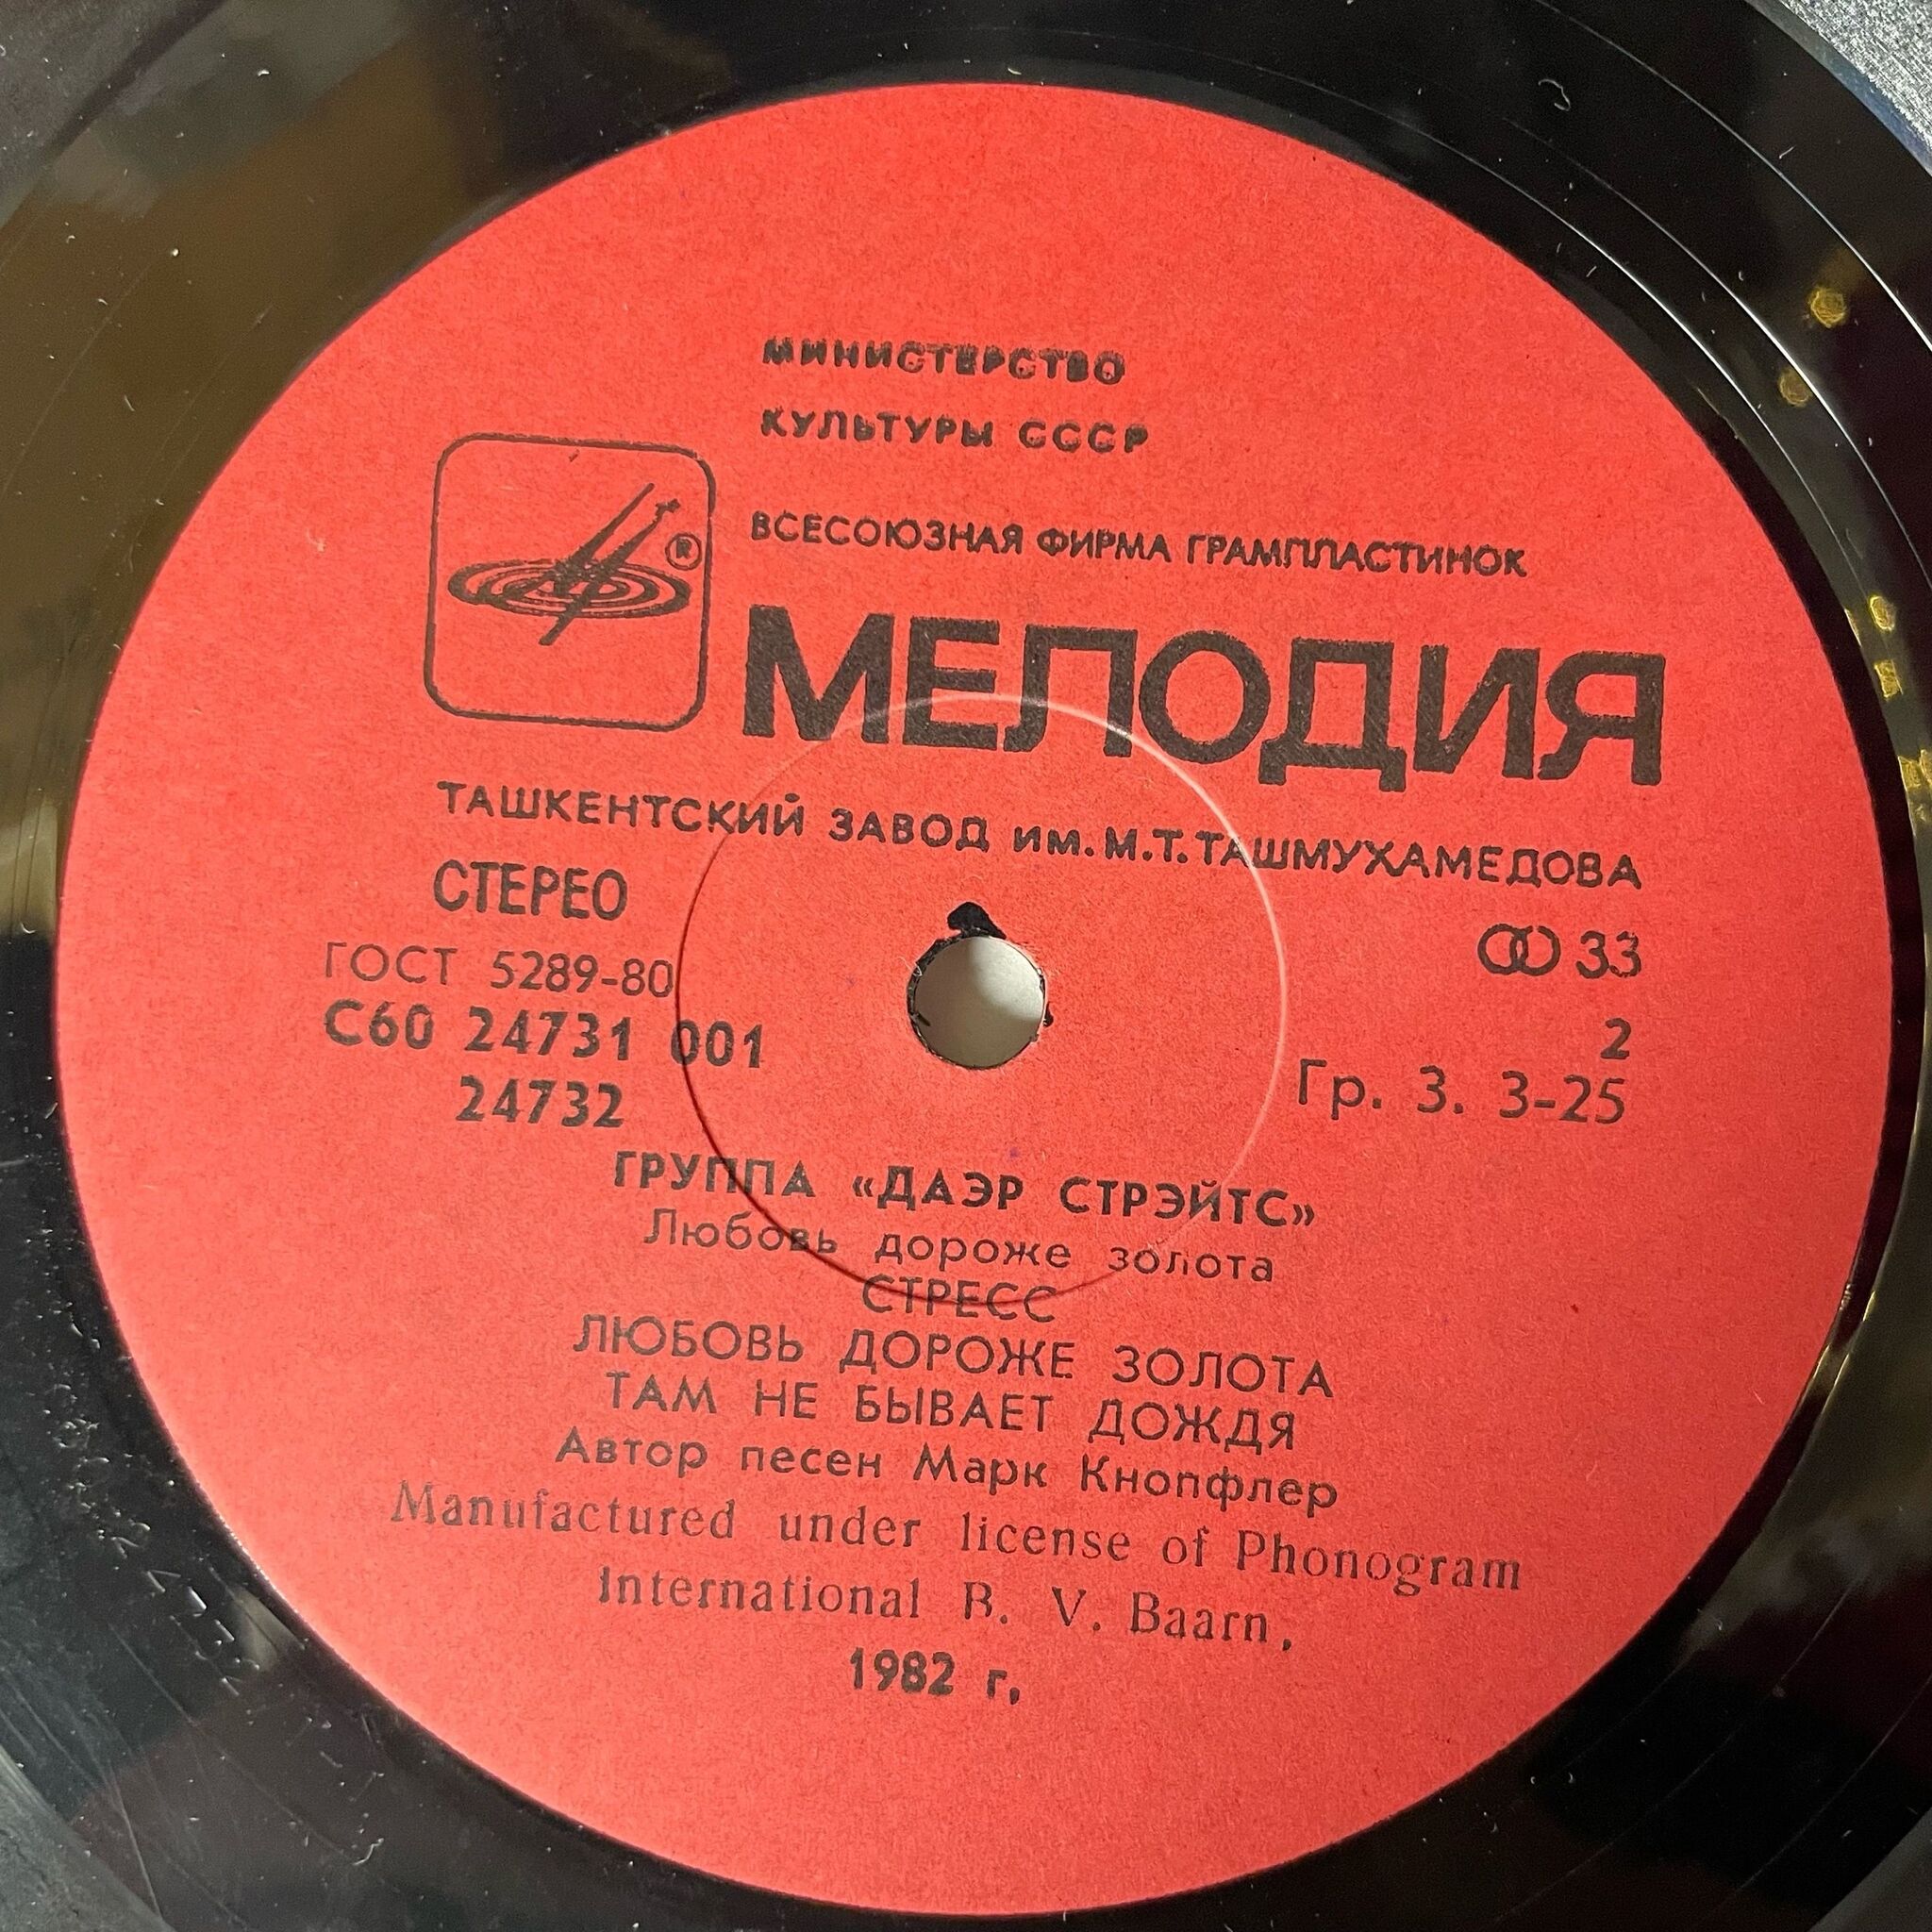 МИНИСТЕРСТВО
КУЛЬТУРЫ СССР
®
ВСЕСОЮЗНАЯ ФИРМА ГРАМПЛАСТИНОК
МЕЛОДИЯ
ТАШКЕНТСКИЙ ЗАВОД им. М.Т. ТАШМУХАМЕДОВА
СТЕРЕО
33
ГОСТ 5289-80
С60 24731 001
2
24732
Гр. 3. 3-25
ГРУППА «ДАЭР СТРЭЙТС»
Любовь дороже золота
СТРЕСС
ЛЮБОВЬ ДОРОЖЕ ЗОЛОТА
ТАМ НЕ БЫВАЕТ ДОЖДЯ
Автор песен Марк Кнопфлер
Manufactured under license of Phonogram
International B. V. Baarn,
1982 г.